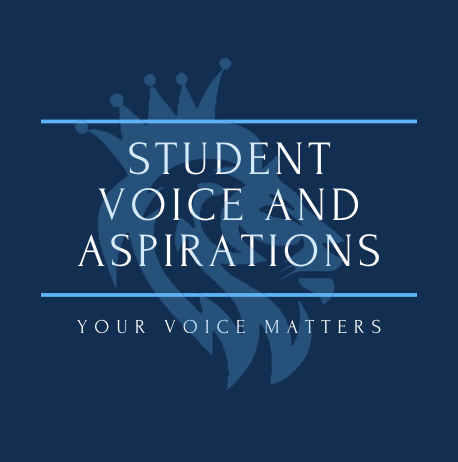 STUDENT
VOICE AND
ASPIRATIONS
YOUR VOICE MATTERS